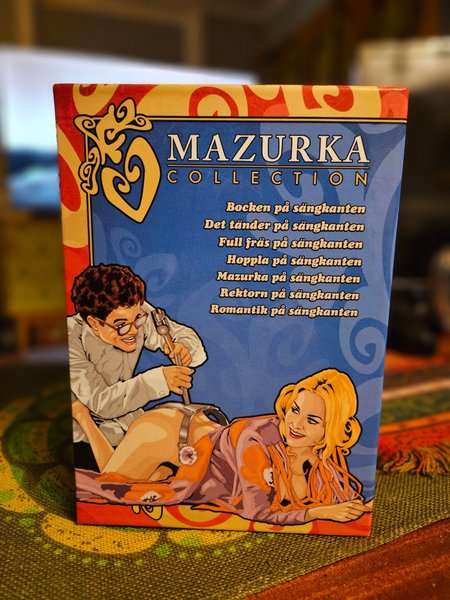 MAZURKA
COLLECTION
Bocken på sängkanten
Det tänder på sängkanten
Full fräs på sängkanten
Hoppla på sängkanten
Mazurka på sängkanten
Rektorn på sängkanten
Romantik på sängkanten